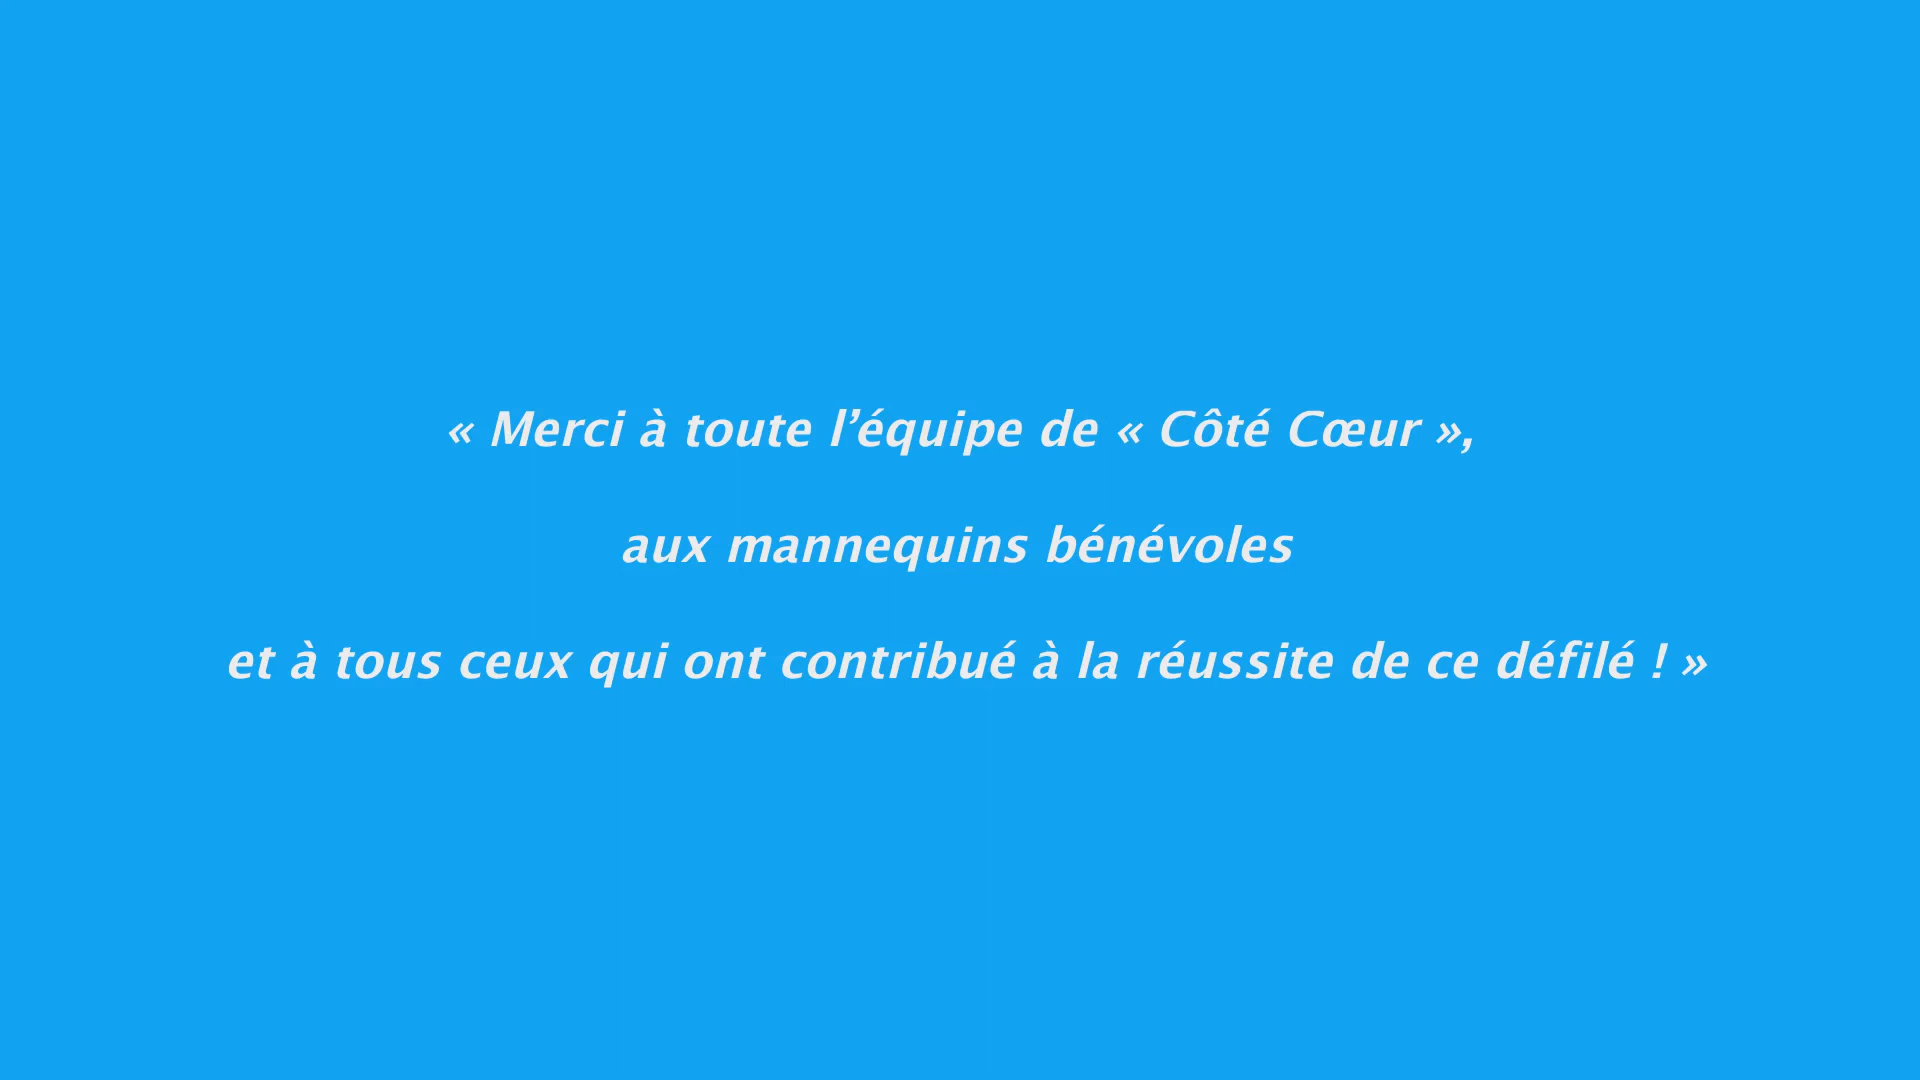 « Merci à toute l’équipe de « Côté Cœur »,
aux mannequins bénévoles
et à tous ceux qui ont contribué à la réussite de ce défilé ! »